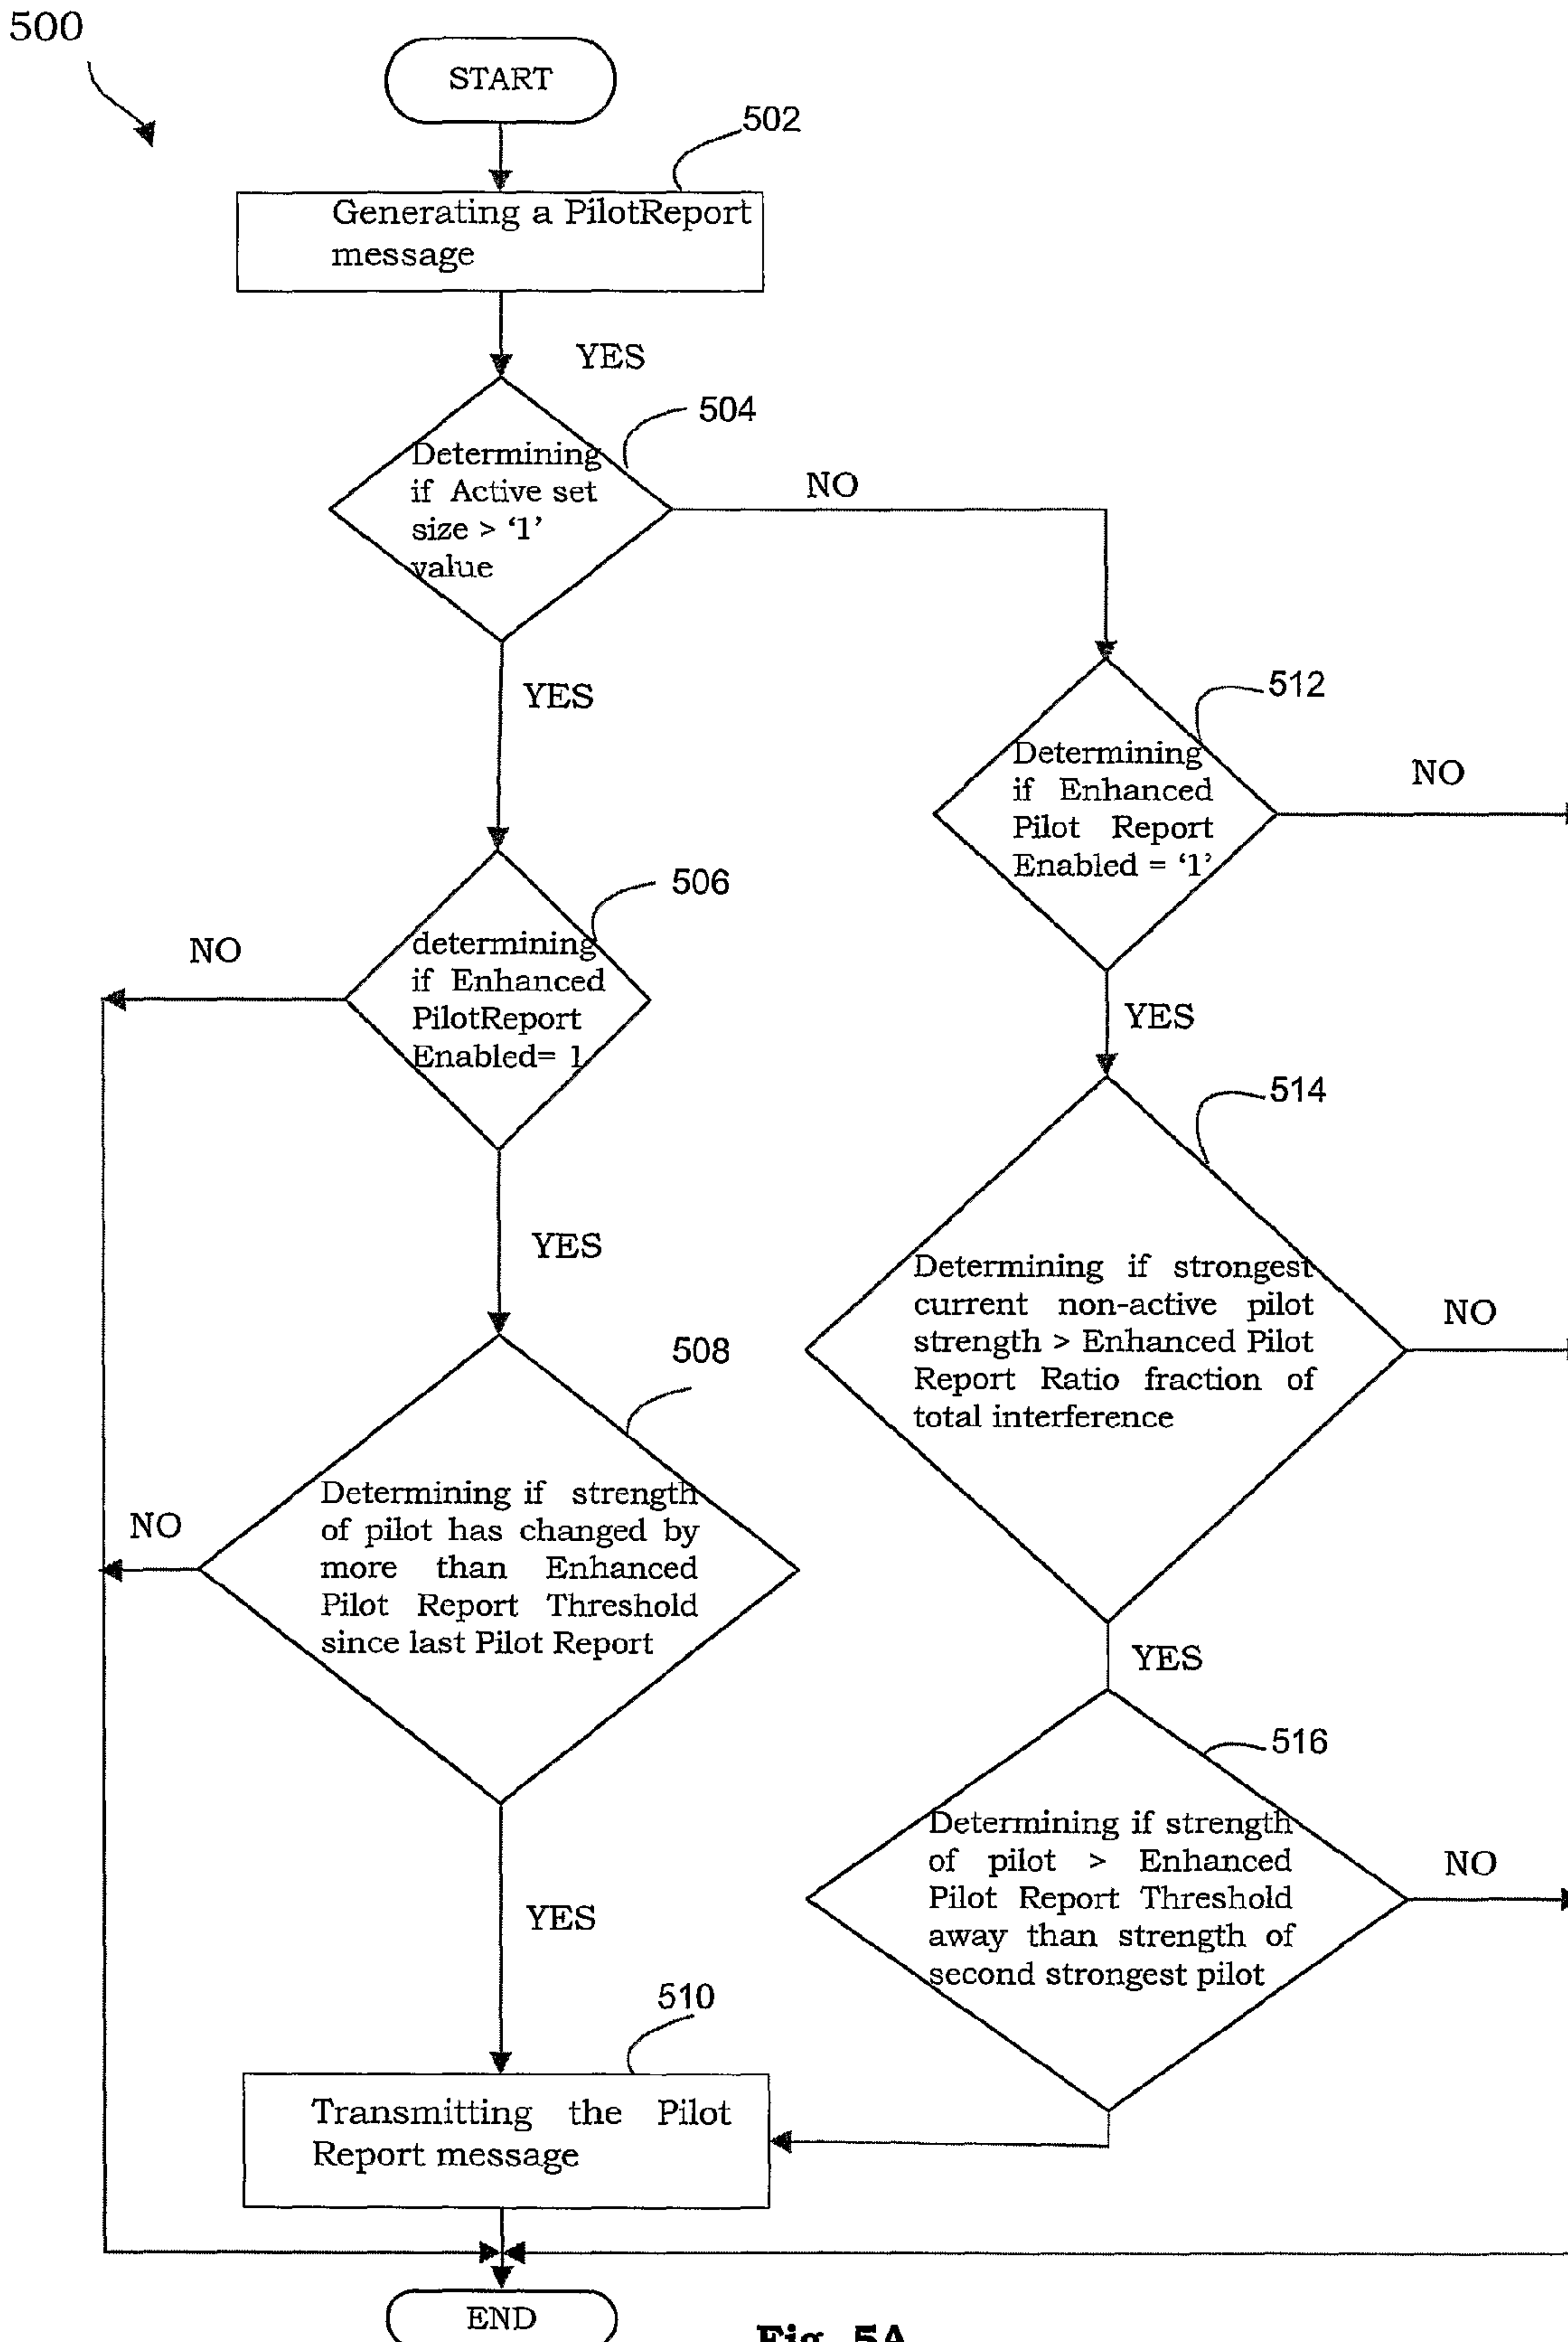 500
START
502
Generating a PilotReport
message
YES
504
Determining
if Active set
size > ‘1’
value
NO
YES
512
Determining
if Enhanced
Pilot Report
Enabled = ‘1’
NO
506
determining
if Enhanced
PilotReport
Enabled= 1
NO
YES
514
YES
Determining if strongest
current non-active pilot
strength > Enhanced Pilot
Report Ratio fraction of
total interference
NO
508
Determining if strength
of pilot has changed by
more than Enhanced
Pilot Report Threshold
since last Pilot Report
NO
YES
516
Determining if strength
of pilot > Enhanced
Pilot Report Threshold
away than strength of
second strongest pilot
NO
YES
510
Transmitting the Pilot
Report message
END
Fig. 5A